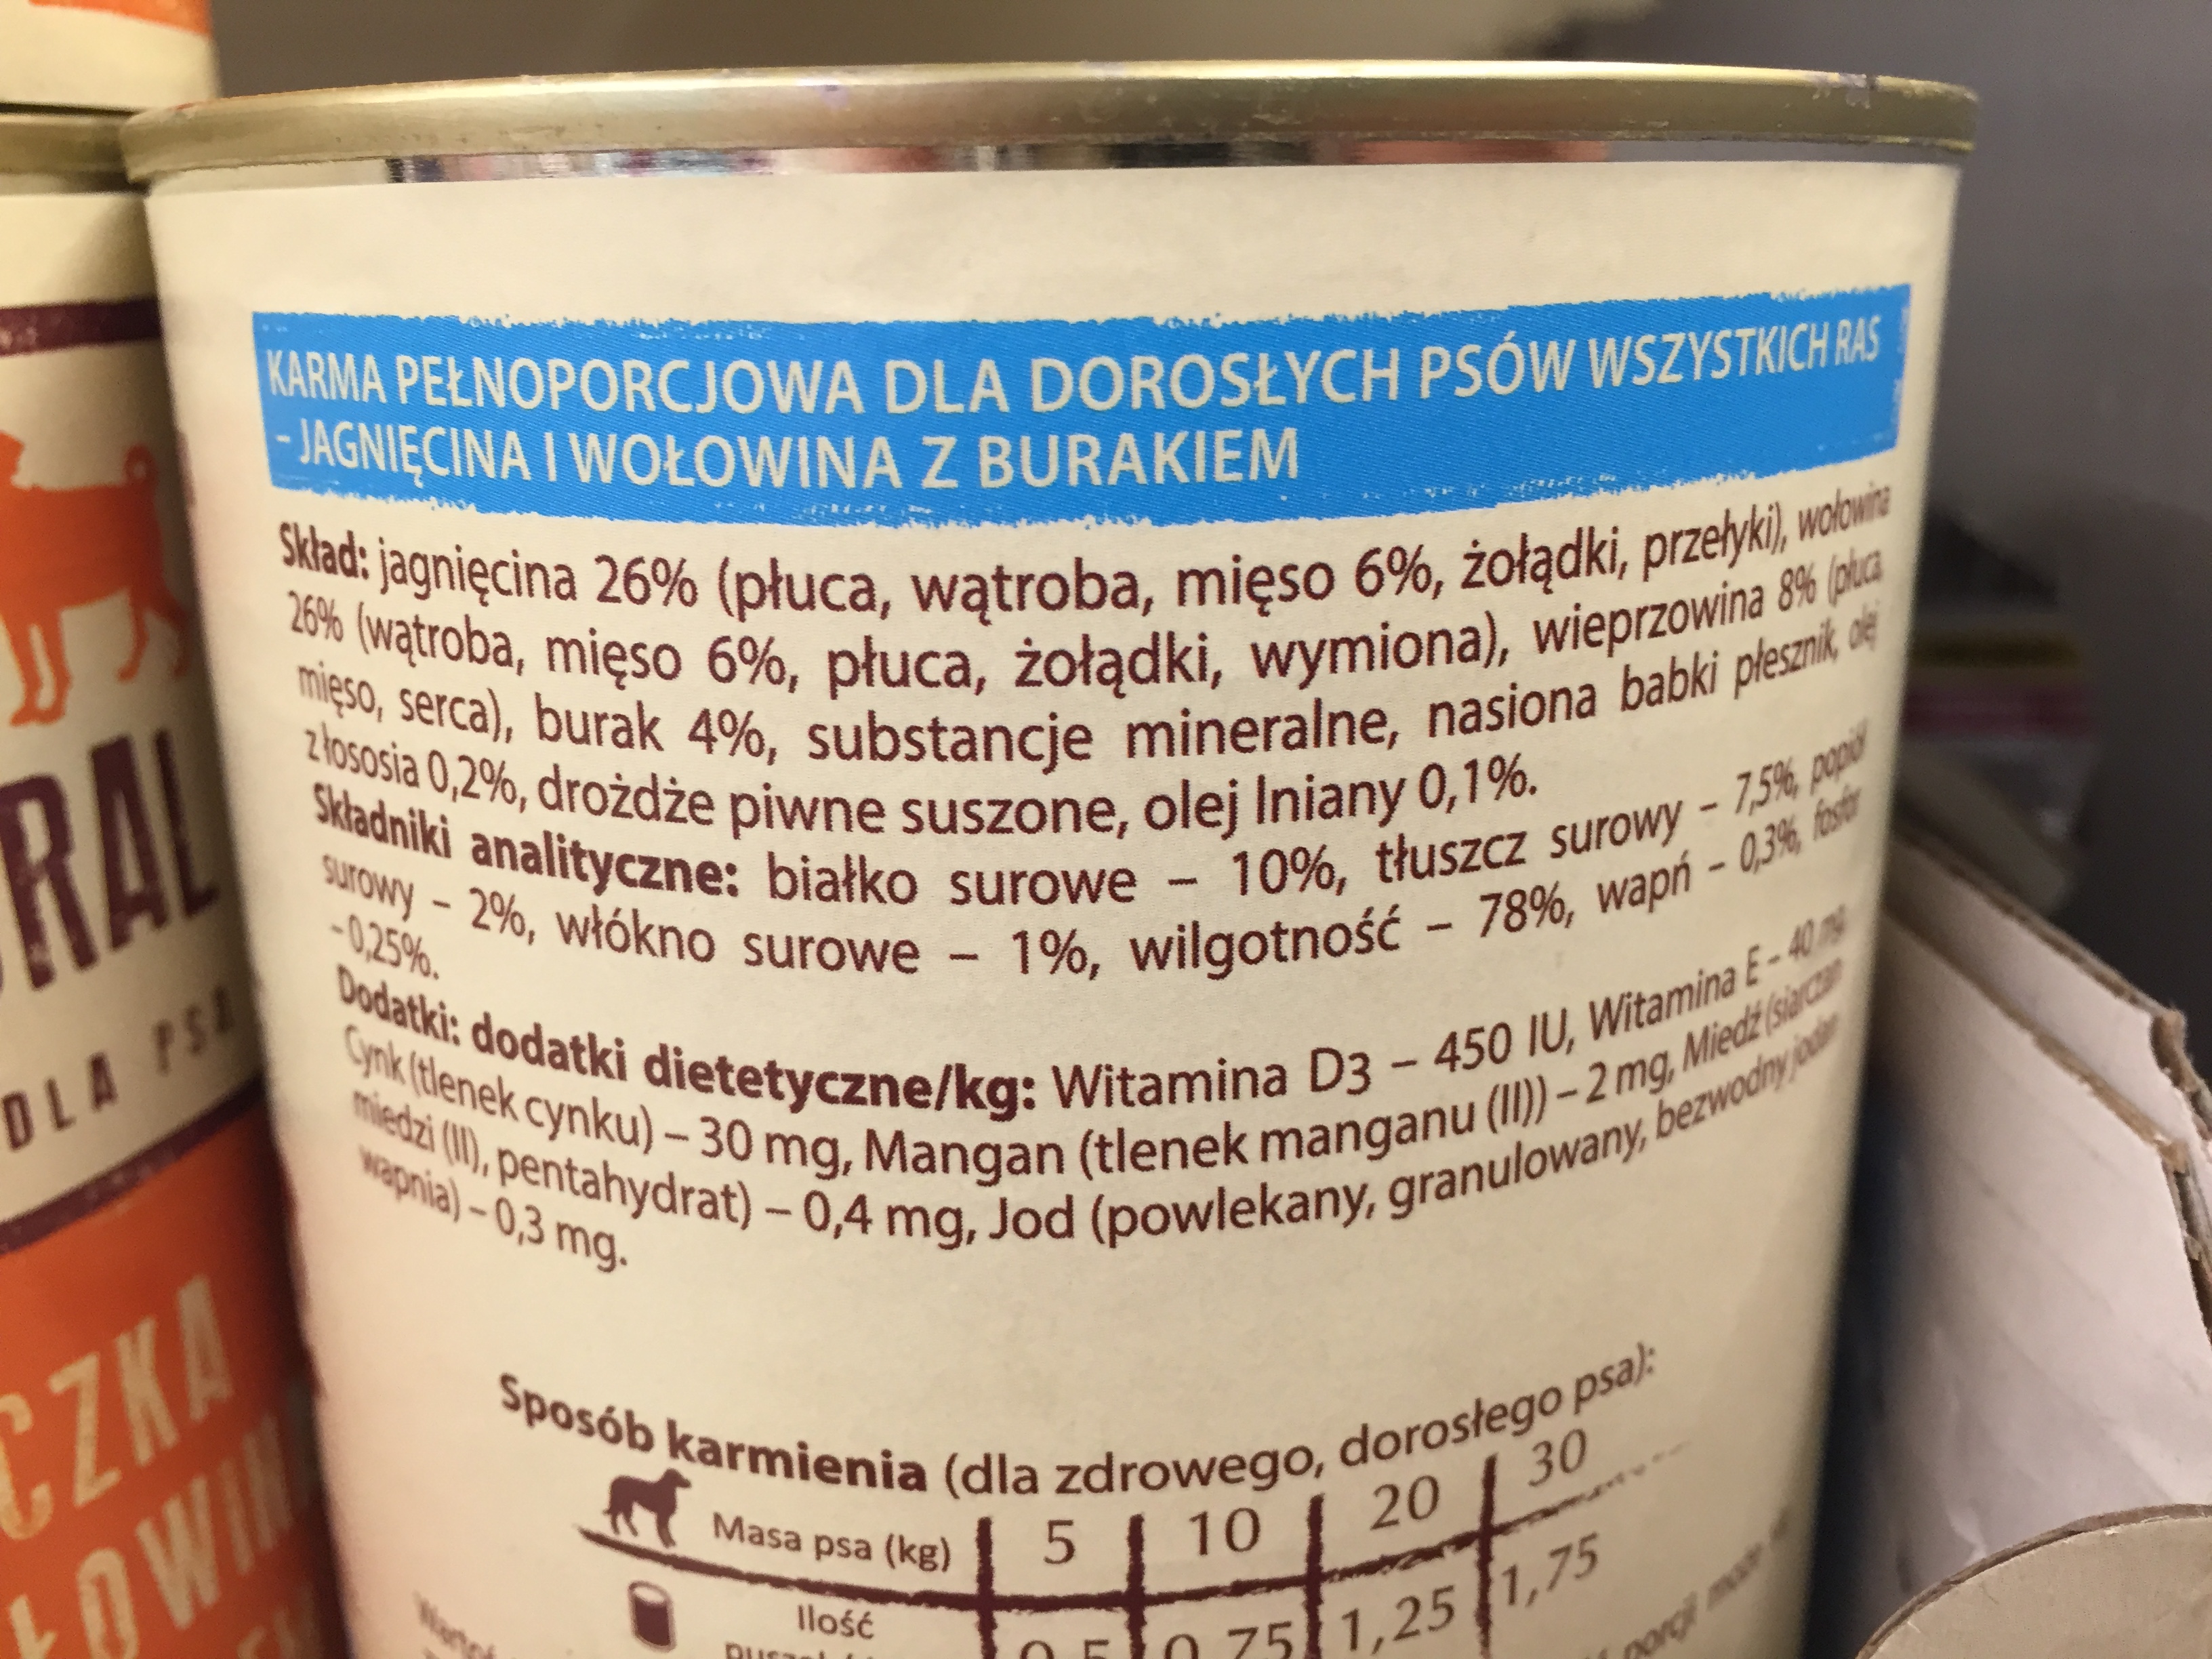 KARMA PEŁNOPORCJOWA DLA DOROSŁYCH PSÓW WSZYSTKICH RAS
– JAGNIĘCINA I WOŁOWINA Z BURAKIEM
Skład: jagnięcina 26% (płuca, wątroba, mięso 6%, żołądki, przełyki), wołowina
26% (wątroba, mięso 6%, płuca, żołądki, wymiona), wieprzowina 8% (płuca,
mięso, serca), burak 4%, substancje mineralne, nasiona babki płesznik, olej
z łososia 0,2%, drożdże piwne suszone, olej lniany 0,1%.
Składniki analityczne: białko surowe – 10%, tłuszcz surowy – 7,5%, popiół
surowy – 2%, włókno surowe – 1%, wilgotność – 78%, wapń – 0,3%, fosfor
– 0,25%.
Dodatki: dodatki dietetyczne/kg: Witamina D3 – 450 IU, Witamina E – 40 mg,
Cynk (tlenek cynku) – 30 mg, Mangan (tlenek manganu (II)) – 2 mg, Miedź (siarczan
miedzi (II), pentahydrat) – 0,4 mg, Jod (powlekany, granulowany, bezwodny jodan
wapnia) – 0,3 mg.
Sposób karmienia (dla zdrowego, dorosłego psa):
Masa psa (kg) 5 10 20 30
Ilość 0,5 0,75 1,25 1,75
porcji może
RAL
DLA PSA
CZKA